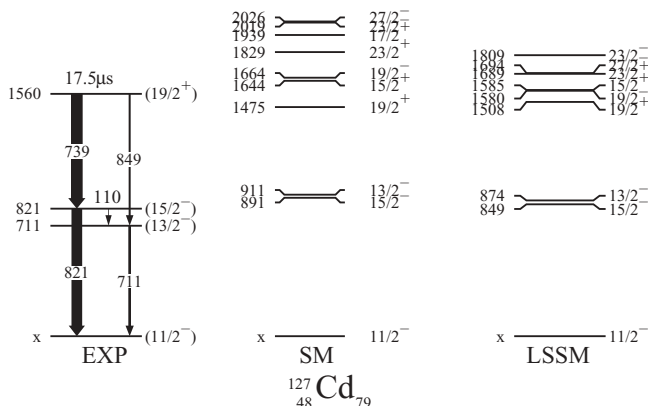 EXP
17.5μs
1560 (19/2⁺)
739 849
110
821 (15/2⁻)
711 (13/2⁻)
821 711
x (11/2⁻)
SM
2026 27/2⁻
2019 23/2⁺
1939 17/2
1829 23/2⁺
1664 19/2⁻
1644 15/2⁺
1475 19/2⁺
911 13/2⁻
891 15/2⁻
x 11/2⁻
LSSM
1809 23/2⁻
1694 27/2⁺
1689 23/2⁺
1585 15/2⁻
1580 19/2⁺
1508 19/2
874 13/2⁻
849 15/2⁻
x 11/2⁻
¹²⁷₄₈Cd₇₉